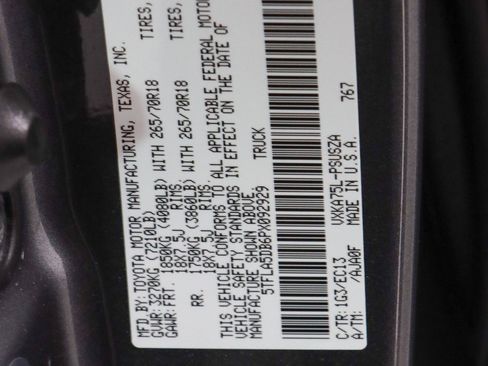 MFD BY: TOYOTA MOTOR MANUFACTURING, TEXAS, INC.
GVWR: 3270KG (7210LB)
GAWR: FRT. 1850KG (4080LB) WITH 265/70R18 TIRES,
18X7.5J RIMS,
RR. 1750KG (3860LB) WITH 265/70R18 TIRES,
18X7.5J RIMS,
THIS VEHICLE CONFORMS TO ALL APPLICABLE FEDERAL MOTOR
VEHICLE SAFETY STANDARDS IN EFFECT ON THE DATE OF
MANUFACTURE SHOWN ABOVE.
5TFLA5DB6PX092929 TRUCK
C/TR: 1G3/EC13 VXKA75L-PSUSZA 767
/AJA0F MADE IN U.S.A.